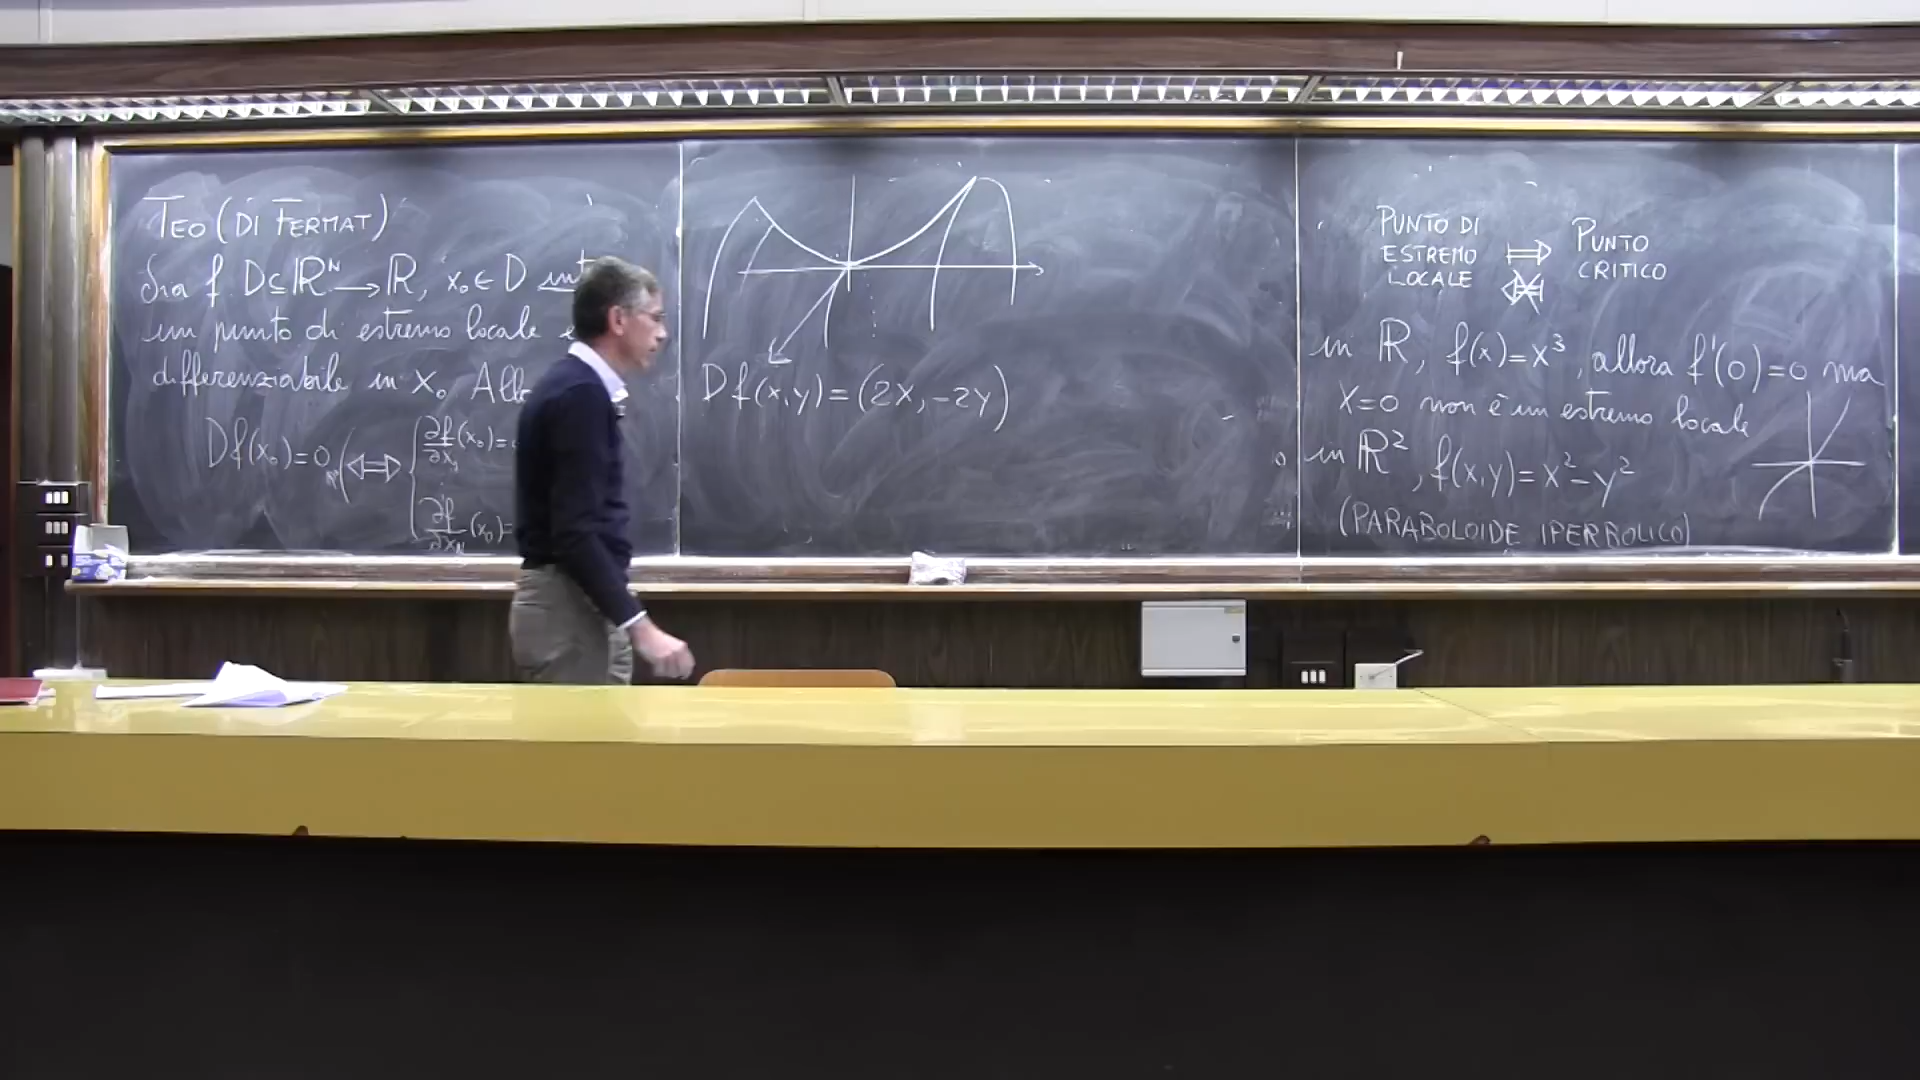 TEO (DI FERMAT)
Sia f D⊆ℝᴺ⟶ℝ, x₀∈D
un punto di estremo locale e
differenziabile in x₀
Df(x₀)=0 (⟺ { ∂f/∂x₁ (x₀)=
⋮
∂f/∂x_N (x₀)=
Df(x,y)=(2x,-2y)
PUNTO DI
ESTREMO
LOCALE
⟹
⟸
PUNTO
CRITICO
in ℝ, f(x)=x³, allora f'(0)=0 ma
x=0 non è un estremo locale
in ℝ², f(x,y)=x²-y²
(PARABOLOIDE IPERBOLICO)